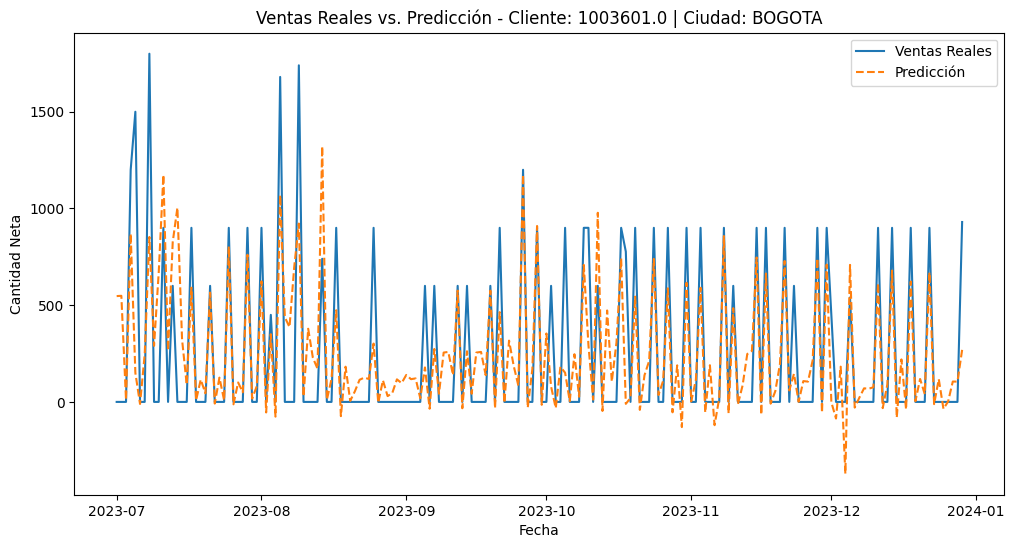 Ventas Reales vs. Predicción - Cliente: 1003601.0 | Ciudad: BOGOTA
Ventas Reales
Predicción
Cantidad Neta
1500
1000
500
0
2023-07
2023-08
2023-09
2023-10
2023-11
2023-12
2024-01
Fecha